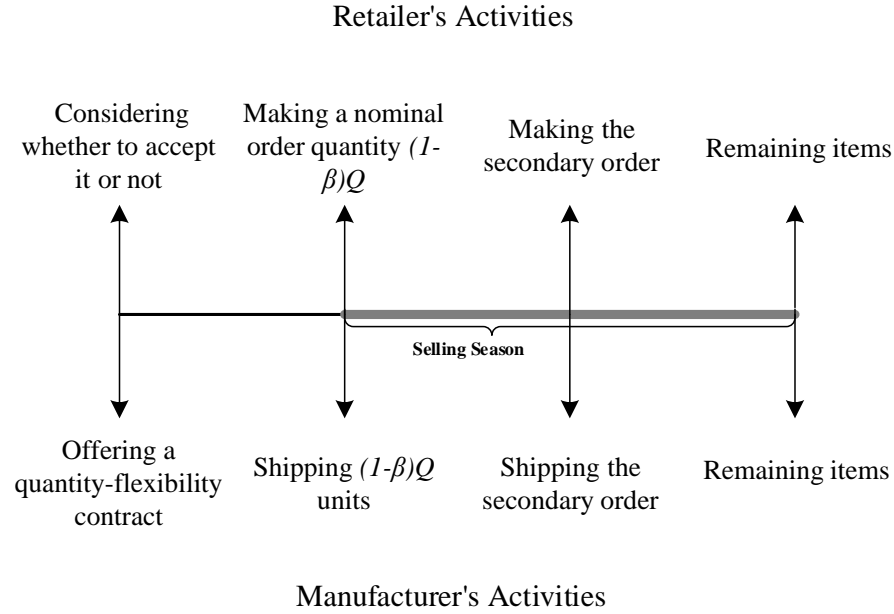 Retailer's Activities
Considering
whether to accept
it or not
Making a nominal
order quantity (1-
β)Q
Making the
secondary order
Remaining items
Selling Season
Offering a
quantity-flexibility
contract
Shipping (1-β)Q
units
Shipping the
secondary order
Remaining items
Manufacturer's Activities